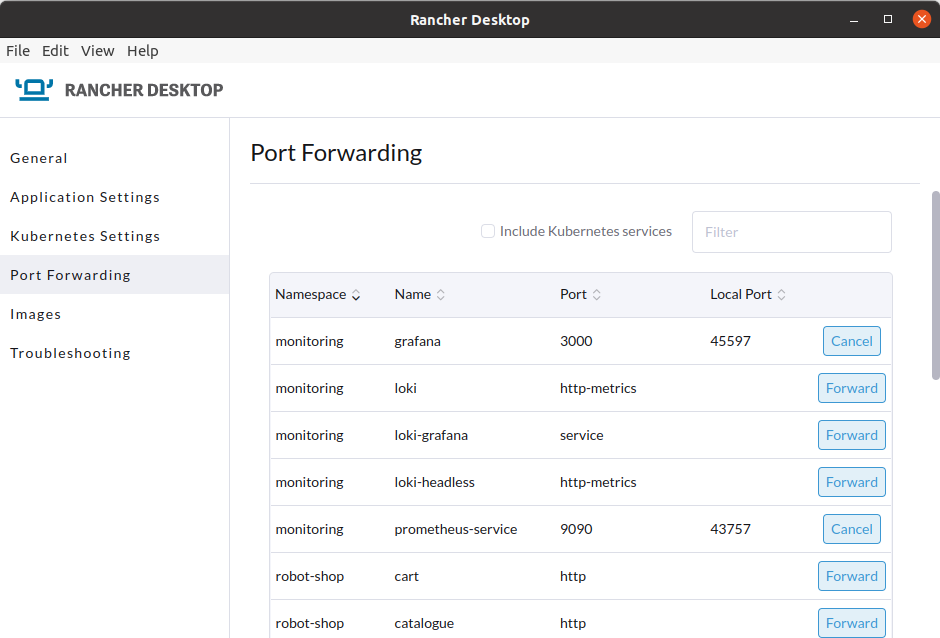 Rancher Desktop
File Edit View Help
RANCHER DESKTOP
General
Application Settings
Kubernetes Settings
Port Forwarding
Images
Troubleshooting
Port Forwarding
Include Kubernetes services Filter
Namespace Name Port Local Port
monitoring grafana 3000 45597 Cancel
monitoring loki http-metrics Forward
monitoring loki-grafana service Forward
monitoring loki-headless http-metrics Forward
monitoring prometheus-service 9090 43757 Cancel
robot-shop cart http Forward
robot-shop catalogue http Forward